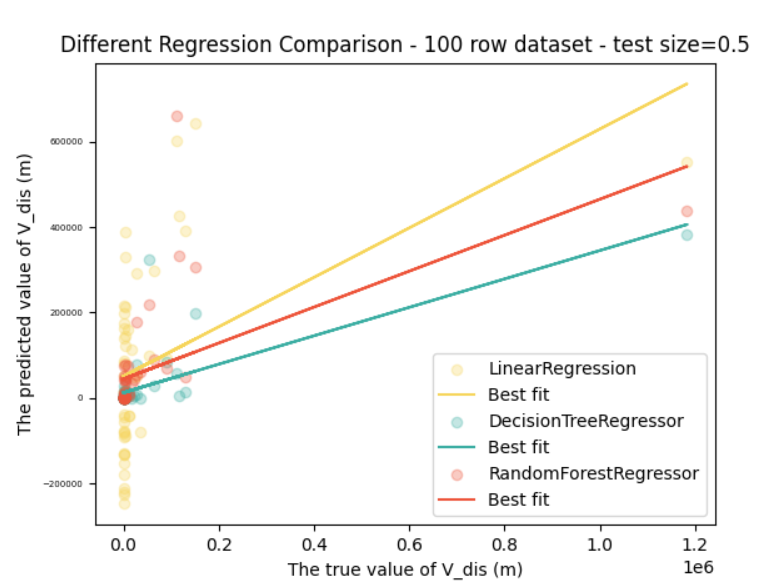 Different Regression Comparison - 100 row dataset - test size=0.5
The predicted value of V_dis (m)
600000
400000
200000
0
−200000
LinearRegression
Best fit
DecisionTreeRegressor
Best fit
RandomForestRegressor
Best fit
0.0 0.2 0.4 0.6 0.8 1.0 1.2
1e6
The true value of V_dis (m)